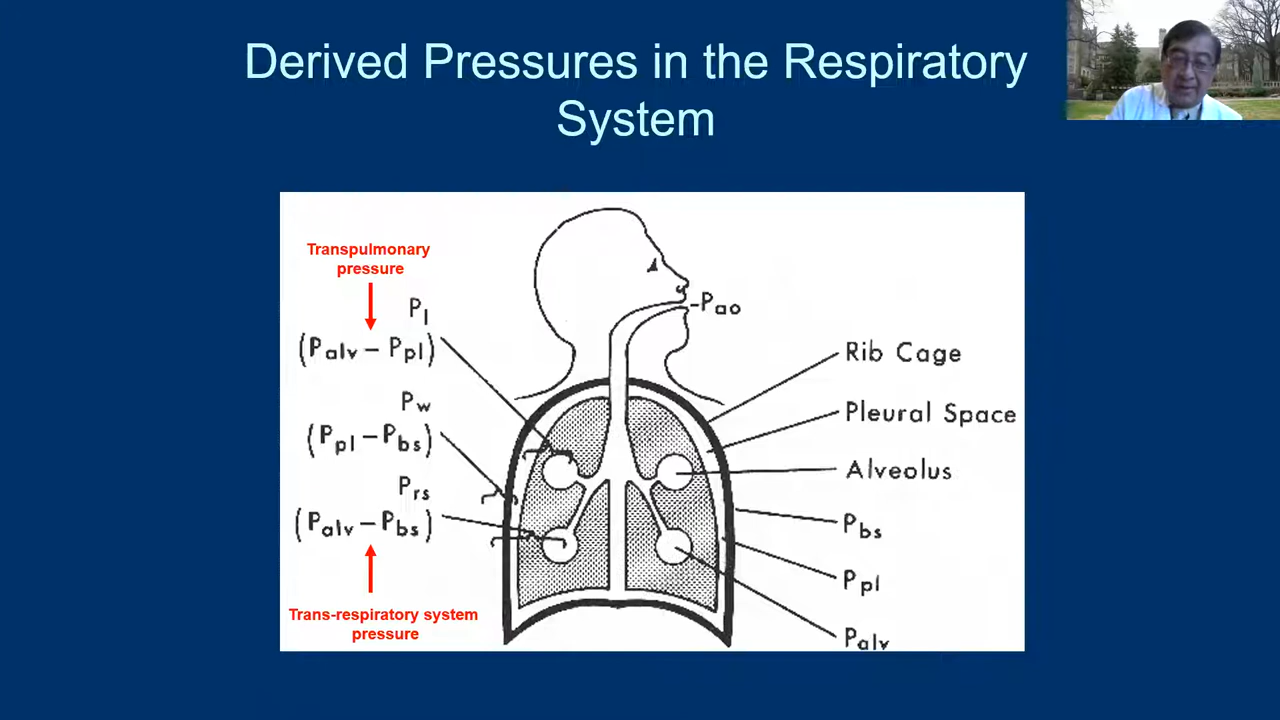 Derived Pressures in the Respiratory
System
Transpulmonary
pressure
Pl
(Palv – Ppl)
Pw
(Ppl – Pbs)
Prs
(Palv – Pbs)
Trans-respiratory system
pressure
Pao
Rib Cage
Pleural Space
Alveolus
Pbs
Ppl
Palv